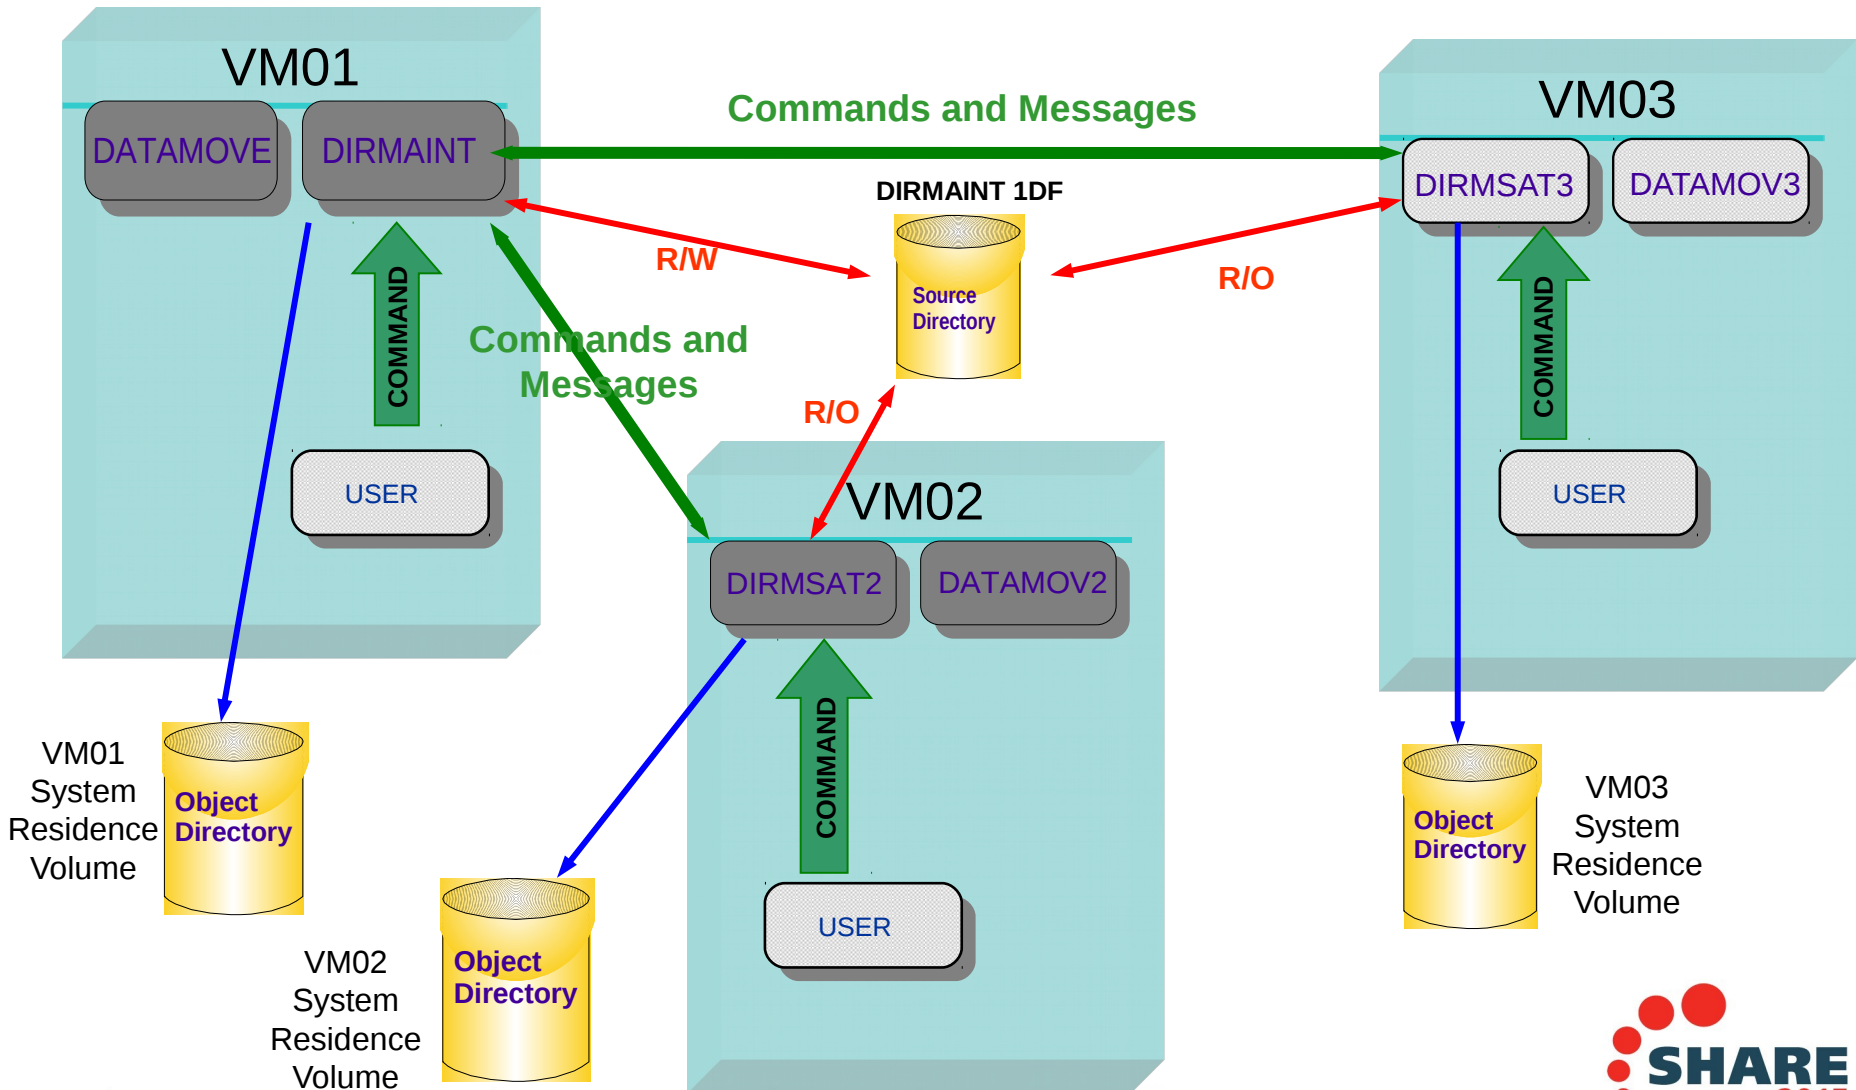 VM01
DATAMOVE
DIRMAINT
COMMAND
USER
Commands and Messages
DIRMAINT 1DF
Source
Directory
R/W
R/O
R/O
Commands and
Messages
VM03
DIRMSAT3
DATAMOV3
COMMAND
USER
VM02
DIRMSAT2
DATAMOV2
COMMAND
USER
VM01
System
Residence
Volume
Object
Directory
VM02
System
Residence
Volume
Object
Directory
Object
Directory
VM03
System
Residence
Volume
SHARE